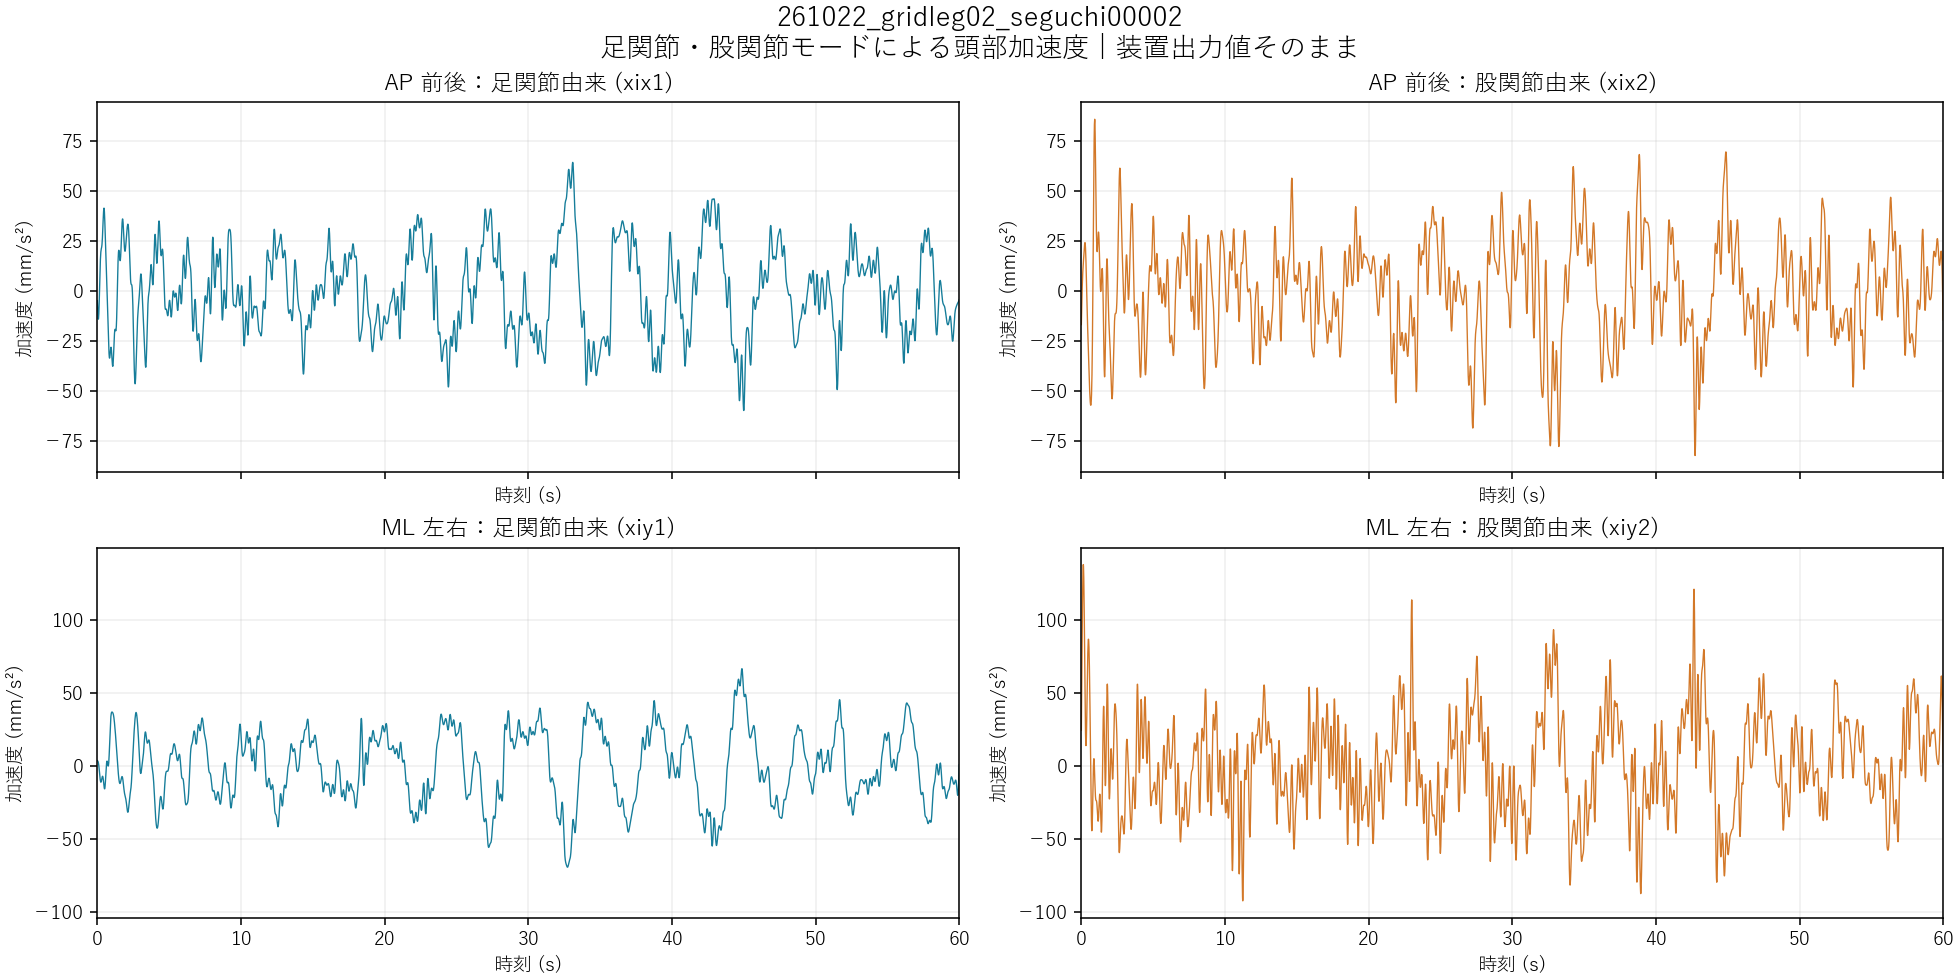 261022_gridleg02_seguchi00002
足関節・股関節モードによる頭部加速度 | 装置出力値そのまま
AP 前後：足関節由来 (xix1)
75
50
25
0
−25
−50
−75
加速度 (mm/s²)
時刻 (s)
AP 前後：股関節由来 (xix2)
75
50
25
0
−25
−50
−75
加速度 (mm/s²)
時刻 (s)
ML 左右：足関節由来 (xiy1)
100
50
0
−50
−100
加速度 (mm/s²)
0 10 20 30 40 50 60
時刻 (s)
ML 左右：股関節由来 (xiy2)
100
50
0
−50
−100
加速度 (mm/s²)
0 10 20 30 40 50 60
時刻 (s)